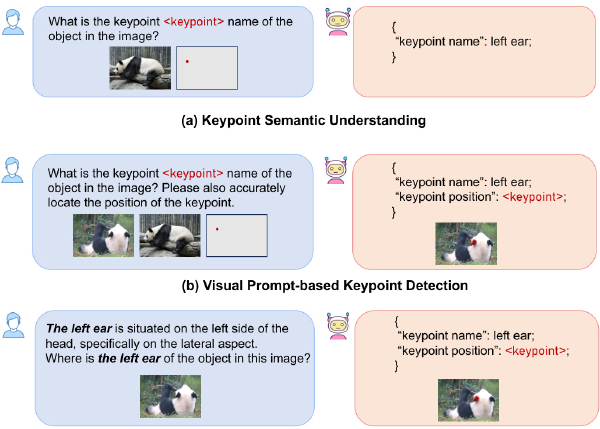 What is the keypoint <keypoint> name of the
object in the image?
{
"keypoint name": left ear;
}
(a) Keypoint Semantic Understanding
What is the keypoint <keypoint> name of the
object in the image? Please also accurately
locate the position of the keypoint.
{
"keypoint name": left ear;
"keypoint position": <keypoint>;
}
(b) Visual Prompt-based Keypoint Detection
The left ear is situated on the left side of the
head, specifically on the lateral aspect.
Where is the left ear of the object in this image?
{
"keypoint name": left ear;
"keypoint position": <keypoint>;
}